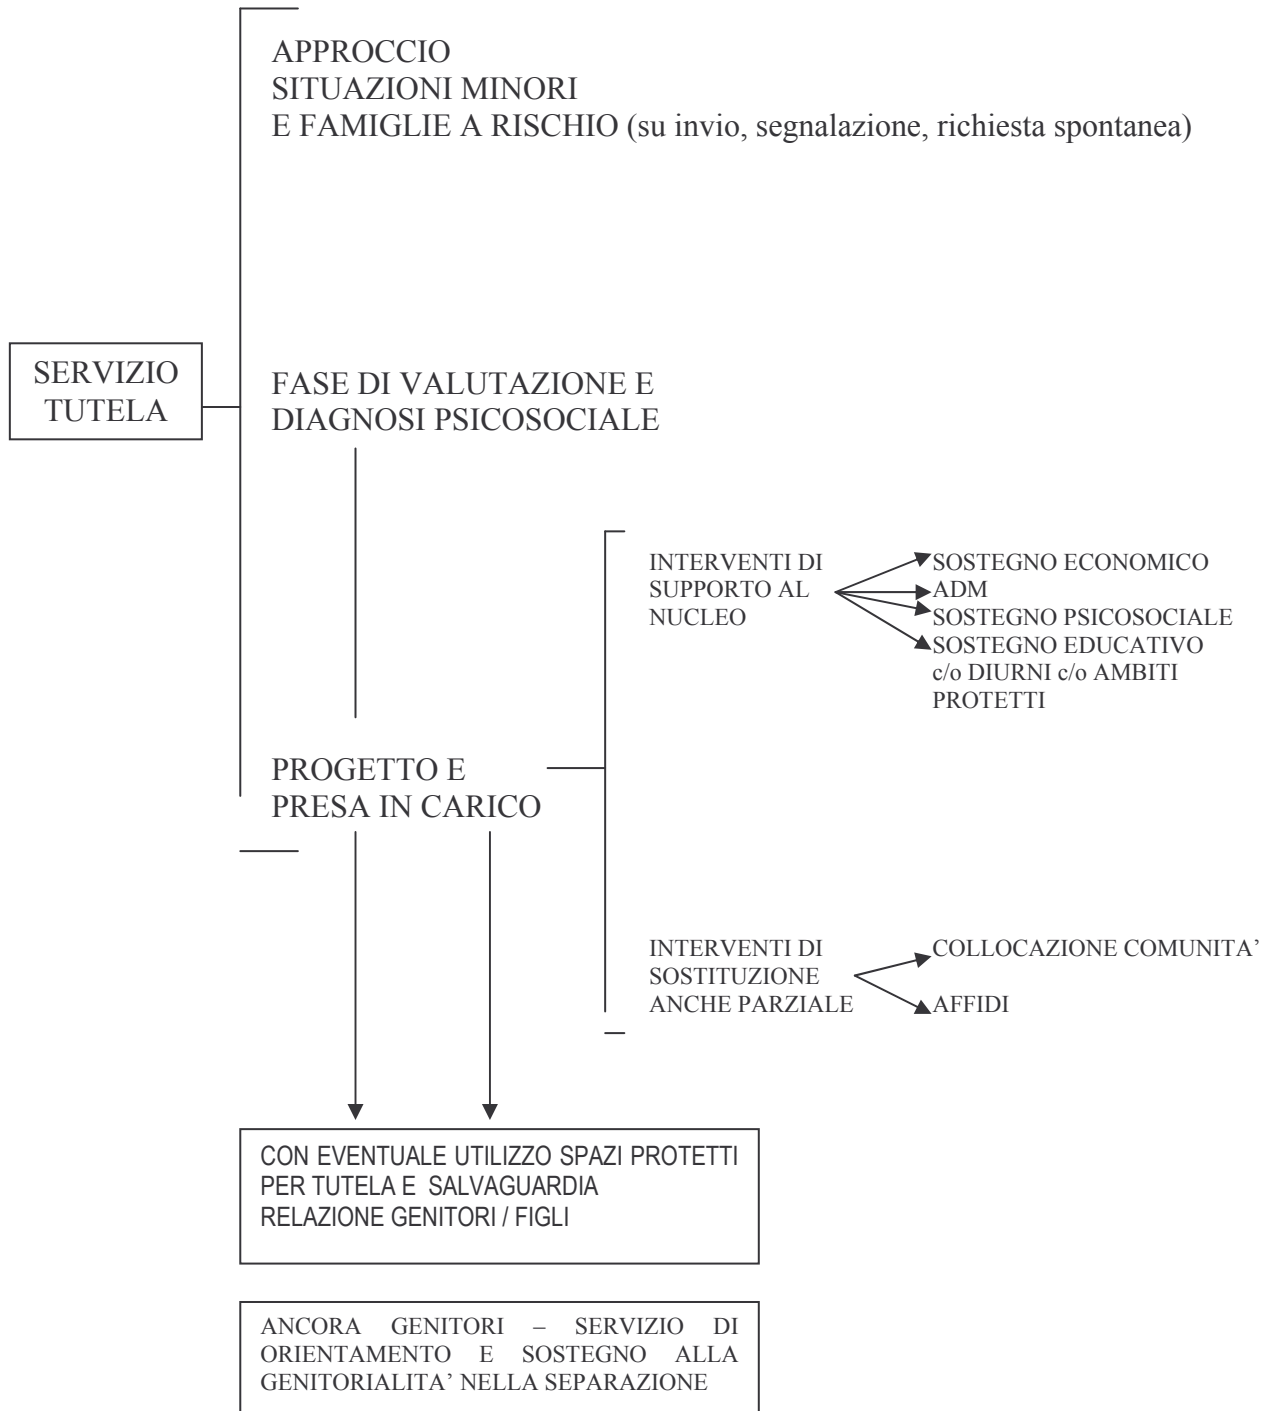 APPROCCIO
SITUAZIONI MINORI
E FAMIGLIE A RISCHIO (su invio, segnalazione, richiesta spontanea)
SERVIZIO
TUTELA
FASE DI VALUTAZIONE E
DIAGNOSI PSICOSOCIALE
PROGETTO E
PRESA IN CARICO
INTERVENTI DI
SUPPORTO AL
NUCLEO
SOSTEGNO ECONOMICO
ADM
SOSTEGNO PSICOSOCIALE
SOSTEGNO EDUCATIVO
c/o DIURNI c/o AMBITI
PROTETTI
INTERVENTI DI
SOSTITUZIONE
ANCHE PARZIALE
COLLOCAZIONE COMUNITA’
AFFIDI
CON EVENTUALE UTILIZZO SPAZI PROTETTI
PER TUTELA E SALVAGUARDIA
RELAZIONE GENITORI / FIGLI
ANCORA GENITORI – SERVIZIO DI
ORIENTAMENTO E SOSTEGNO ALLA
GENITORIALITA’ NELLA SEPARAZIONE